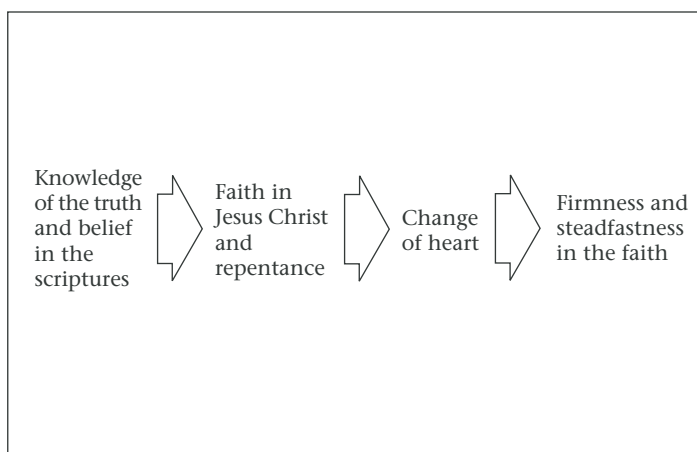 Knowledge
of the truth
and belief
in the
scriptures
Faith in
Jesus Christ
and
repentance
Change
of heart
Firmness and
steadfastness
in the faith